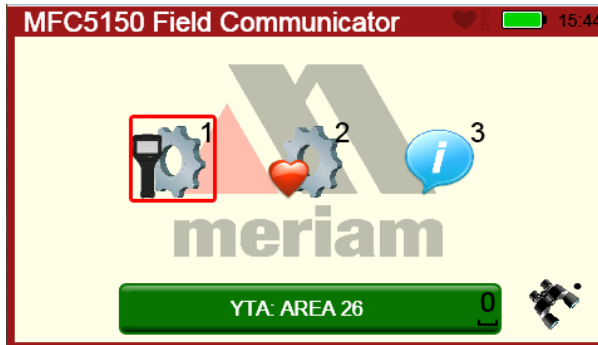 MFC5150 Field Communicator 15:44
1 2 3
i
meriam
YTA: AREA 26 0